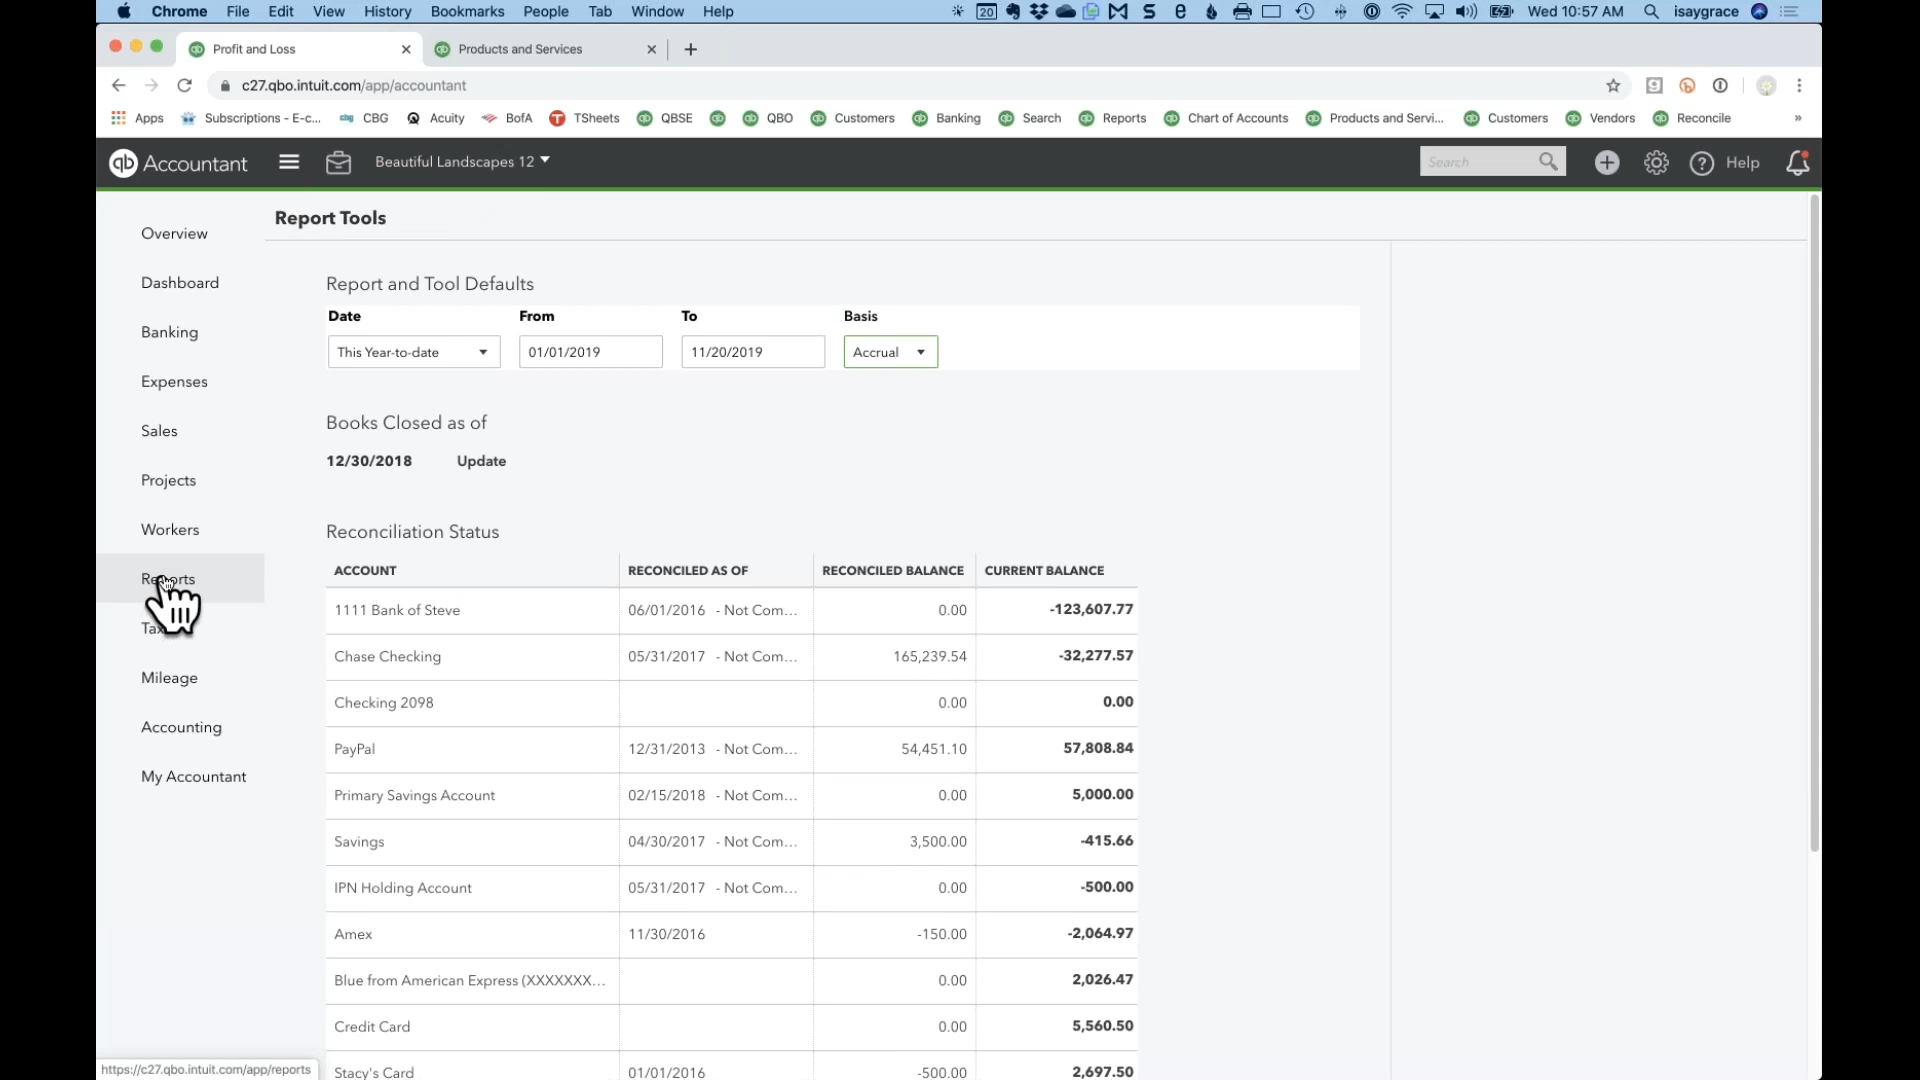 Chrome File Edit View History Bookmarks People Tab Window Help
20 Wed 10:57 AM isaygrace
Profit and Loss Products and Services
c27.qbo.intuit.com/app/accountant
Apps Subscriptions - E-c... CBG Acuity BofA TSheets QBSE QBO Customers Banking Search Reports Chart of Accounts Products and Servi... Customers Vendors Reconcile »
qb Accountant Beautiful Landscapes 12 Search Help
Report Tools
Overview
Dashboard
Banking
Expenses
Sales
Projects
Workers
Reports
Mileage
Accounting
My Accountant
Report and Tool Defaults
Date From To Basis
This Year-to-date 01/01/2019 11/20/2019 Accrual
Books Closed as of
12/30/2018 Update
Reconciliation Status
ACCOUNT RECONCILED AS OF RECONCILED BALANCE CURRENT BALANCE
1111 Bank of Steve 06/01/2016 - Not Com... 0.00 -123,607.77
Chase Checking 05/31/2017 - Not Com... 165,239.54 -32,277.57
Checking 2098 0.00 0.00
PayPal 12/31/2013 - Not Com... 54,451.10 57,808.84
Primary Savings Account 02/15/2018 - Not Com... 0.00 5,000.00
Savings 04/30/2017 - Not Com... 3,500.00 -415.66
IPN Holding Account 05/31/2017 - Not Com... 0.00 -500.00
Amex 11/30/2016 -150.00 -2,064.97
Blue from American Express (XXXXXXX... 0.00 2,026.47
Credit Card 0.00 5,560.50
Stacy's Card 01/01/2016 -500.00 2,697.50
https://c27.qbo.intuit.com/app/reports